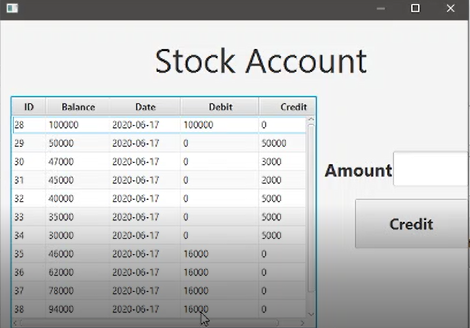 Stock Account
ID Balance Date Debit Credit
28 100000 2020-06-17 100000 0
29 50000 2020-06-17 0 50000
30 47000 2020-06-17 0 3000
31 45000 2020-06-17 0 2000
32 40000 2020-06-17 0 5000
33 35000 2020-06-17 0 5000
34 30000 2020-06-17 0 5000
35 46000 2020-06-17 16000 0
36 62000 2020-06-17 16000 0
37 78000 2020-06-17 16000 0
38 94000 2020-06-17 16000 0
Amount
Credit